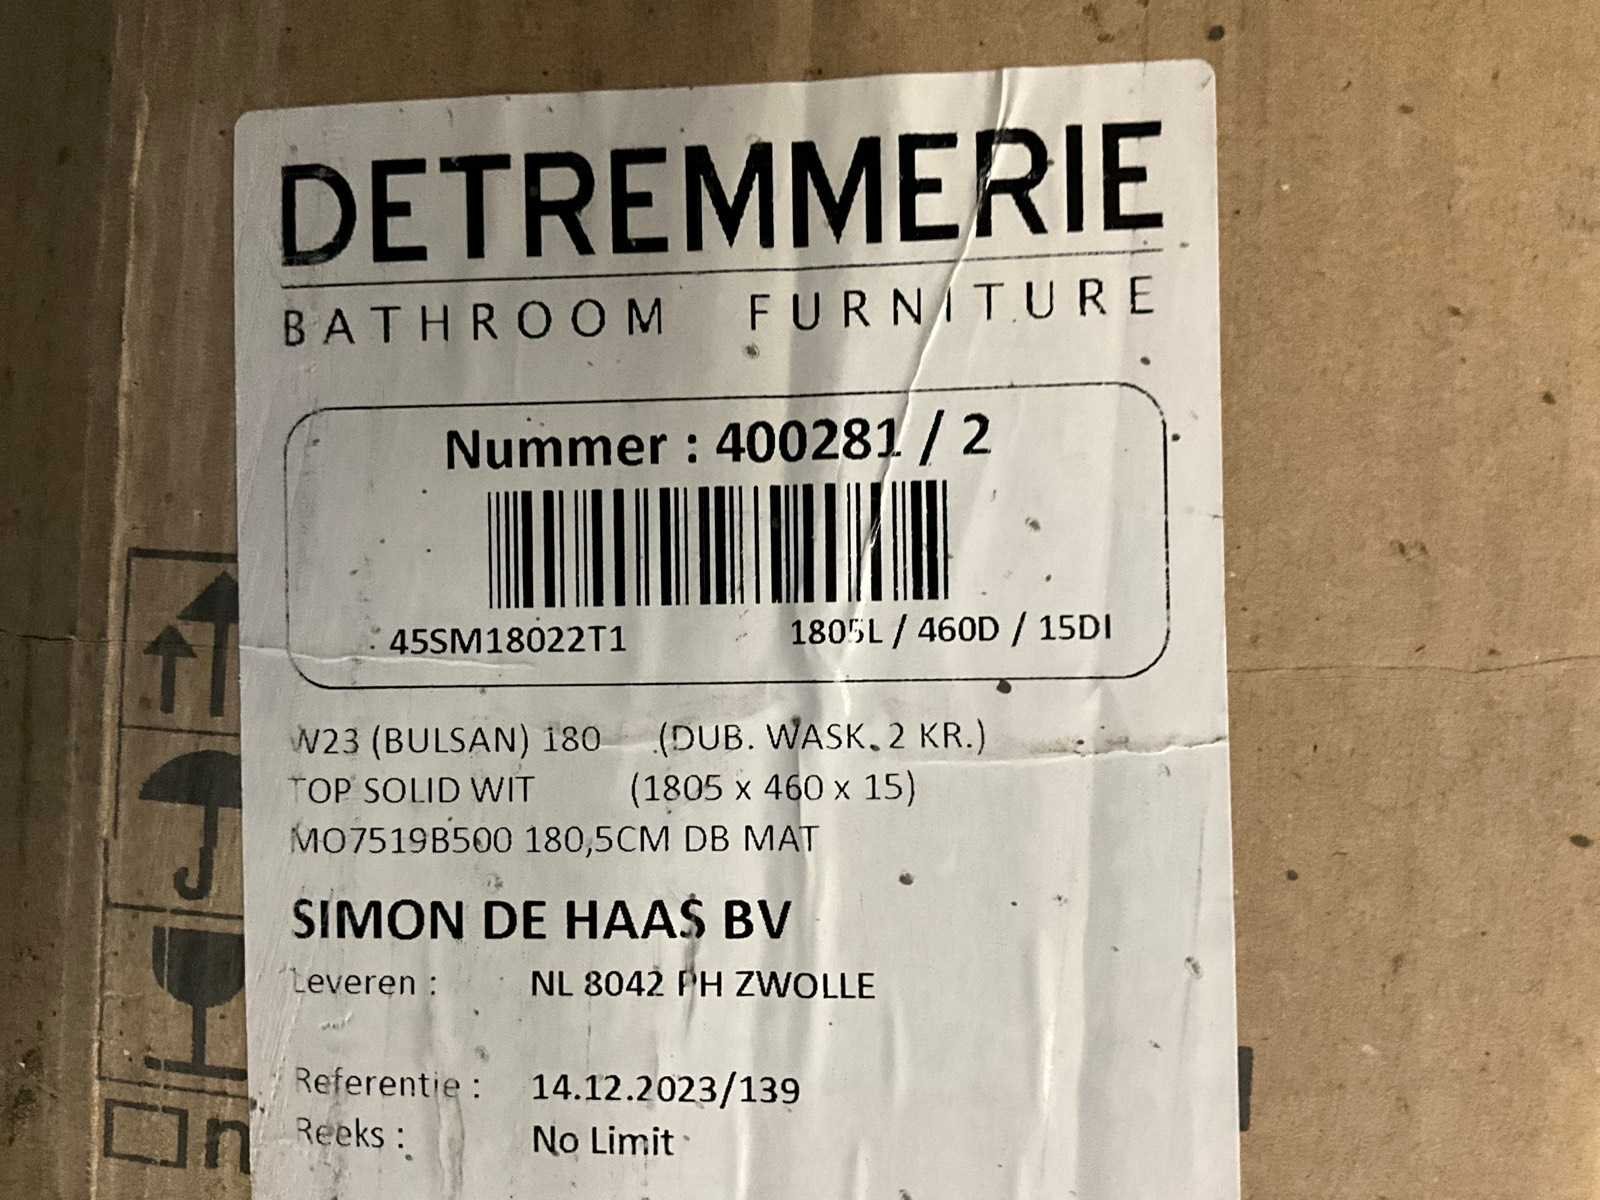 DETREMMERIE
BATHROOM FURNITURE
Nummer : 400281 / 2
45SM18022T1 1805L / 460D / 15DI
W23 (BULSAN) 180 (DUB. WASK. 2 KR.)
TOP SOLID WIT (1805 x 460 x 15)
MO7519B500 180,5CM DB MAT
SIMON DE HAAS BV
Leveren : NL 8042 PH ZWOLLE
Referentie : 14.12.2023/139
Reeks : No Limit